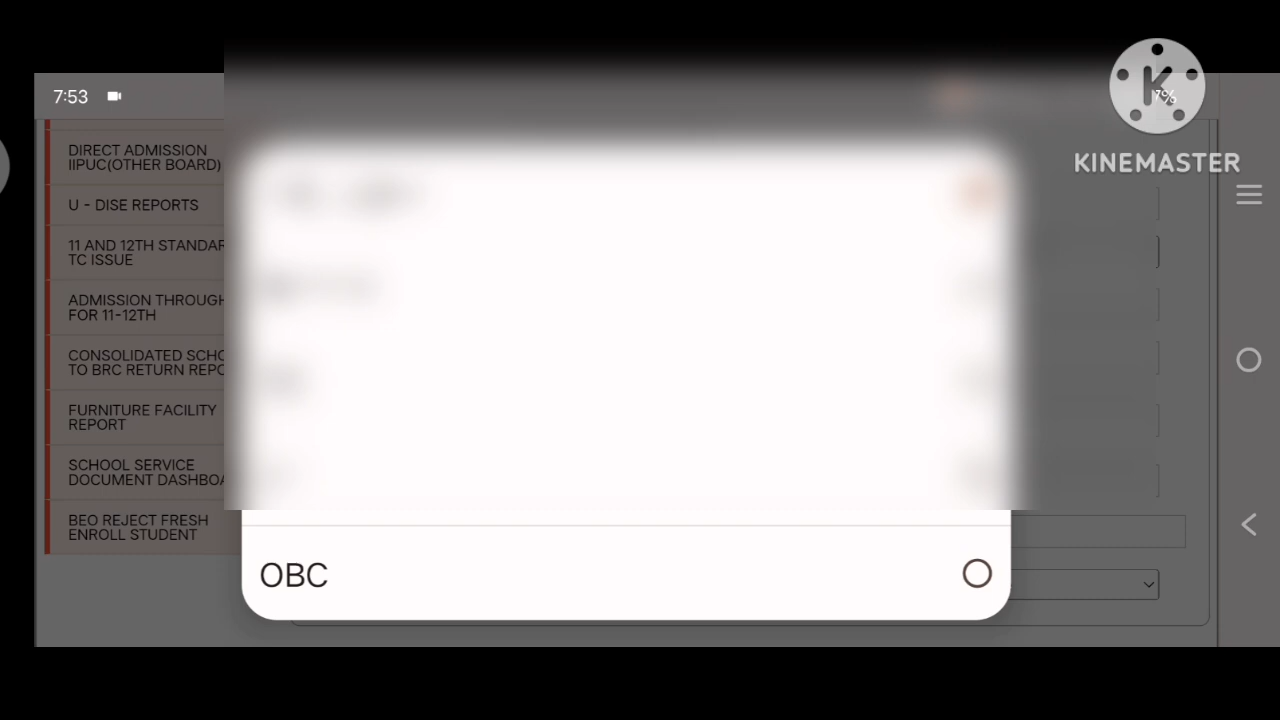 7:53
7%
KINEMASTER
DIRECT ADMISSION
IIPUC(OTHER BOARD)
U - DISE REPORTS
11 AND 12TH STANDAR
TC ISSUE
ADMISSION THROUGH
FOR 11-12TH
CONSOLIDATED SCHO
TO BRC RETURN REPO
FURNITURE FACILITY
REPORT
SCHOOL SERVICE
DOCUMENT DASHBOA
BEO REJECT FRESH
ENROLL STUDENT
OBC